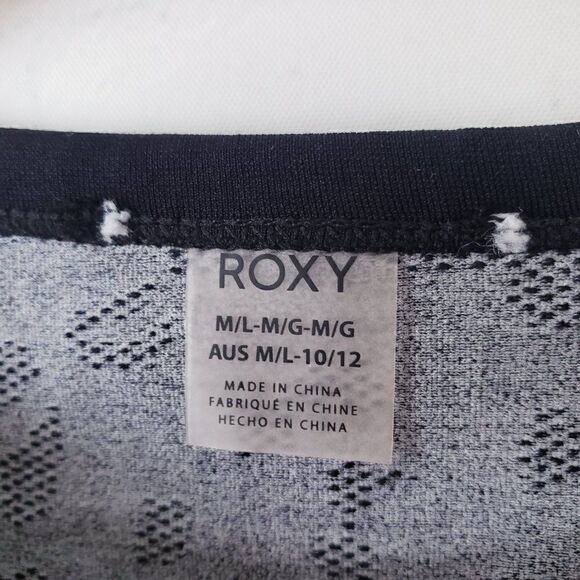 ROXY
M/L-M/G-M/G
AUS M/L-10/12
MADE IN CHINA
FABRIQUÉ EN CHINE
HECHO EN CHINA